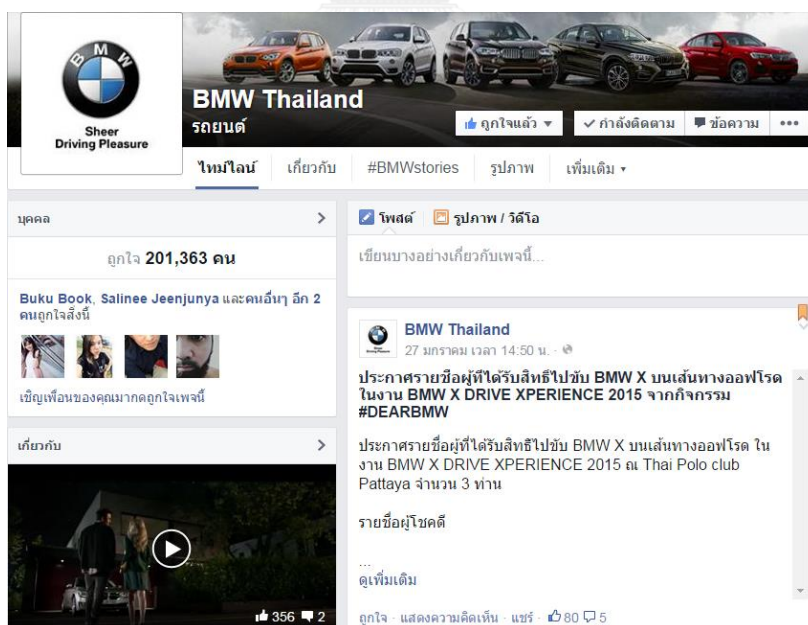 BMW
Sheer
Driving Pleasure
BMW Thailand
รถยนต์
ถูกใจแล้ว
กำลังติดตาม
ข้อความ
ไทม์ไลน์ เกี่ยวกับ #BMWstories รูปภาพ เพิ่มเติม
บุคคล
ถูกใจ 201,363 คน
Buku Book, Salinee Jeenjunya และคนอื่นๆ อีก 2
คนถูกใจสิ่งนี้
เชิญเพื่อนของคุณมากดถูกใจเพจนี้
เกี่ยวกับ
356 2
โพสต์ รูปภาพ / วิดีโอ
เขียนบางอย่างเกี่ยวกับเพจนี้...
BMW Thailand
27 มกราคม เวลา 14:50 น. ·
ประกาศรายชื่อผู้ที่ได้รับสิทธิ์ไปขับ BMW X บนเส้นทางออฟโรด
ในงาน BMW X DRIVE XPERIENCE 2015 จากกิจกรรม
#DEARBMW
ประกาศรายชื่อผู้ที่ได้รับสิทธิ์ไปขับ BMW X บนเส้นทางออฟโรด ใน
งาน BMW X DRIVE XPERIENCE 2015 ณ Thai Polo club
Pattaya จำนวน 3 ท่าน
รายชื่อผู้โชคดี
...
ดูเพิ่มเติม
ถูกใจ · แสดงความคิดเห็น · แชร์ · 80 5